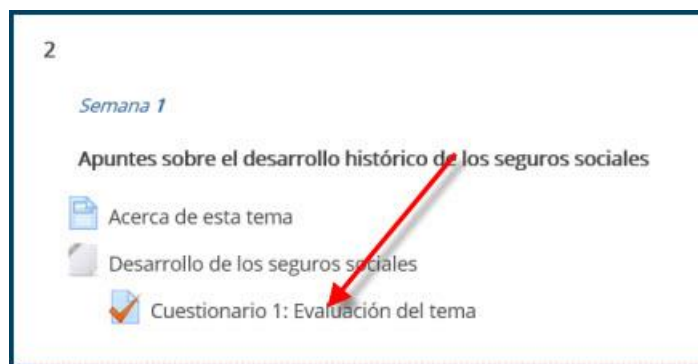 2
Semana 1
Apuntes sobre el desarrollo histórico de los seguros sociales
Acerca de esta tema
Desarrollo de los seguros sociales
Cuestionario 1: Evaluación del tema